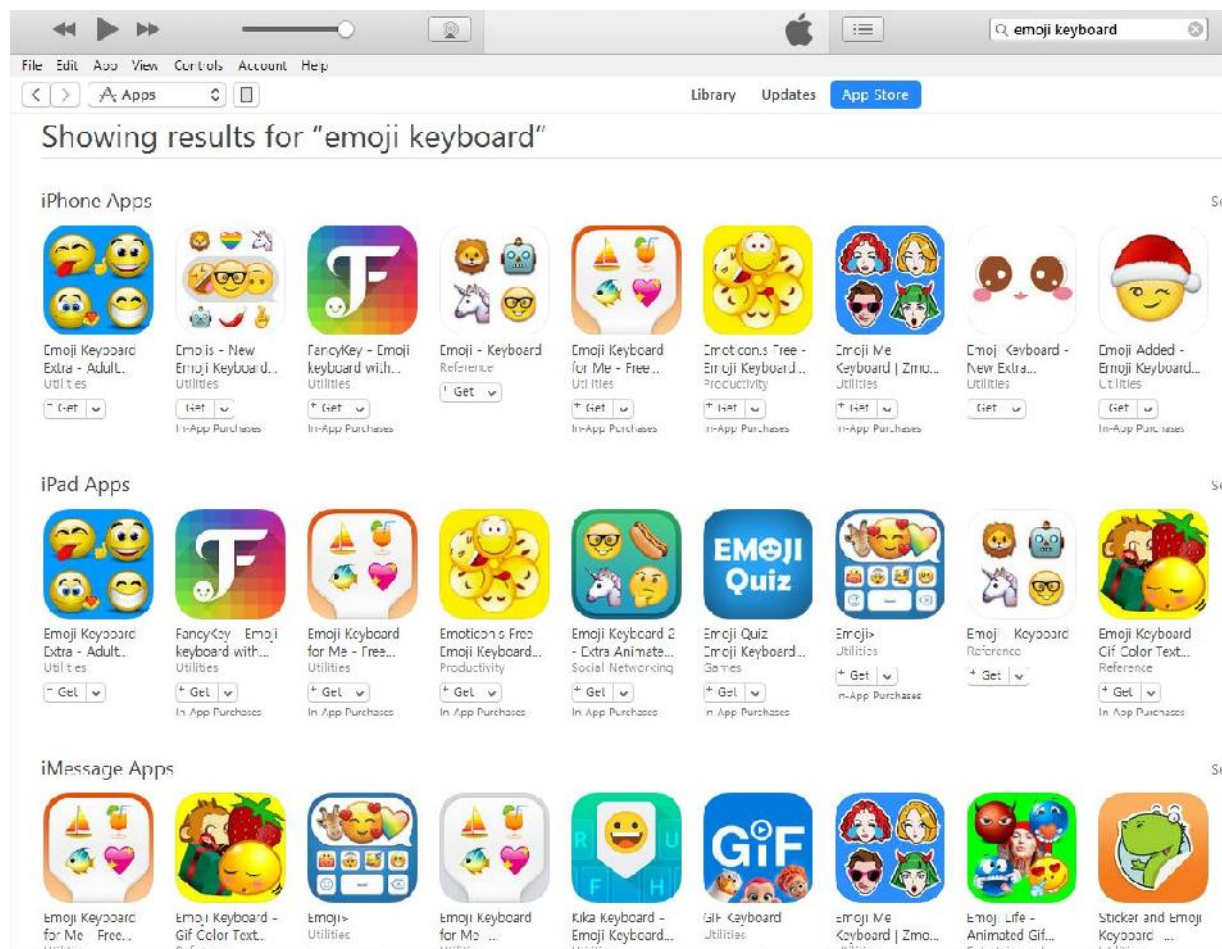 emoji keyboard
File Edit App View Controls Account Help
Apps
Library Updates App Store
Showing results for “emoji keyboard”
iPhone Apps
Emoji Keyboard Extra - Adult...
Utilities
+ Get
Emojis - New Emoji Keyboard...
Utilities
Get
In-App Purchases
FancyKey - Emoji keyboard with...
Utilities
+ Get
In-App Purchases
Emoji - Keyboard
Reference
+ Get
Emoji Keyboard for Me - Free...
Utilities
+ Get
In-App Purchases
Emoticons Free - Emoji Keyboard...
Productivity
+ Get
In-App Purchases
Emoji Me Keyboard | Zmo...
Utilities
+ Get
In-App Purchases
Emoji Keyboard - New Extra...
Utilities
Get
Emoji Added - Emoji Keyboard...
Utilities
Get
In-App Purchases
iPad Apps
Emoji Keyboard Extra - Adult...
Utilities
+ Get
FancyKey - Emoji keyboard with...
Utilities
+ Get
In-App Purchases
Emoji Keyboard for Me - Free...
Utilities
+ Get
In-App Purchases
Emoticons Free Emoji Keyboard...
Productivity
+ Get
In-App Purchases
Emoji Keyboard 2 - Extra Animate...
Social Networking
+ Get
In-App Purchases
EMOJI
Quiz
Emoji Quiz Emoji Keyboard...
Games
+ Get
In-App Purchases
Emoji>
Utilities
+ Get
In-App Purchases
Emoji Keyboard
Reference
+ Get
Emoji Keyboard Gif Color Text...
Reference
+ Get
In-App Purchases
iMessage Apps
Emoji Keyboard for Me - Free...
Emoji Keyboard - Gif Color Text...
Emoji>
Utilities
Emoji Keyboard for Me -...
R U
F H
Kika Keyboard - Emoji Keyboard...
GIF
GIF Keyboard
Utilities
Emoji Me Keyboard | Zmo...
Emoji Life - Animated Gif...
Sticker and Emoji Keyboard -...